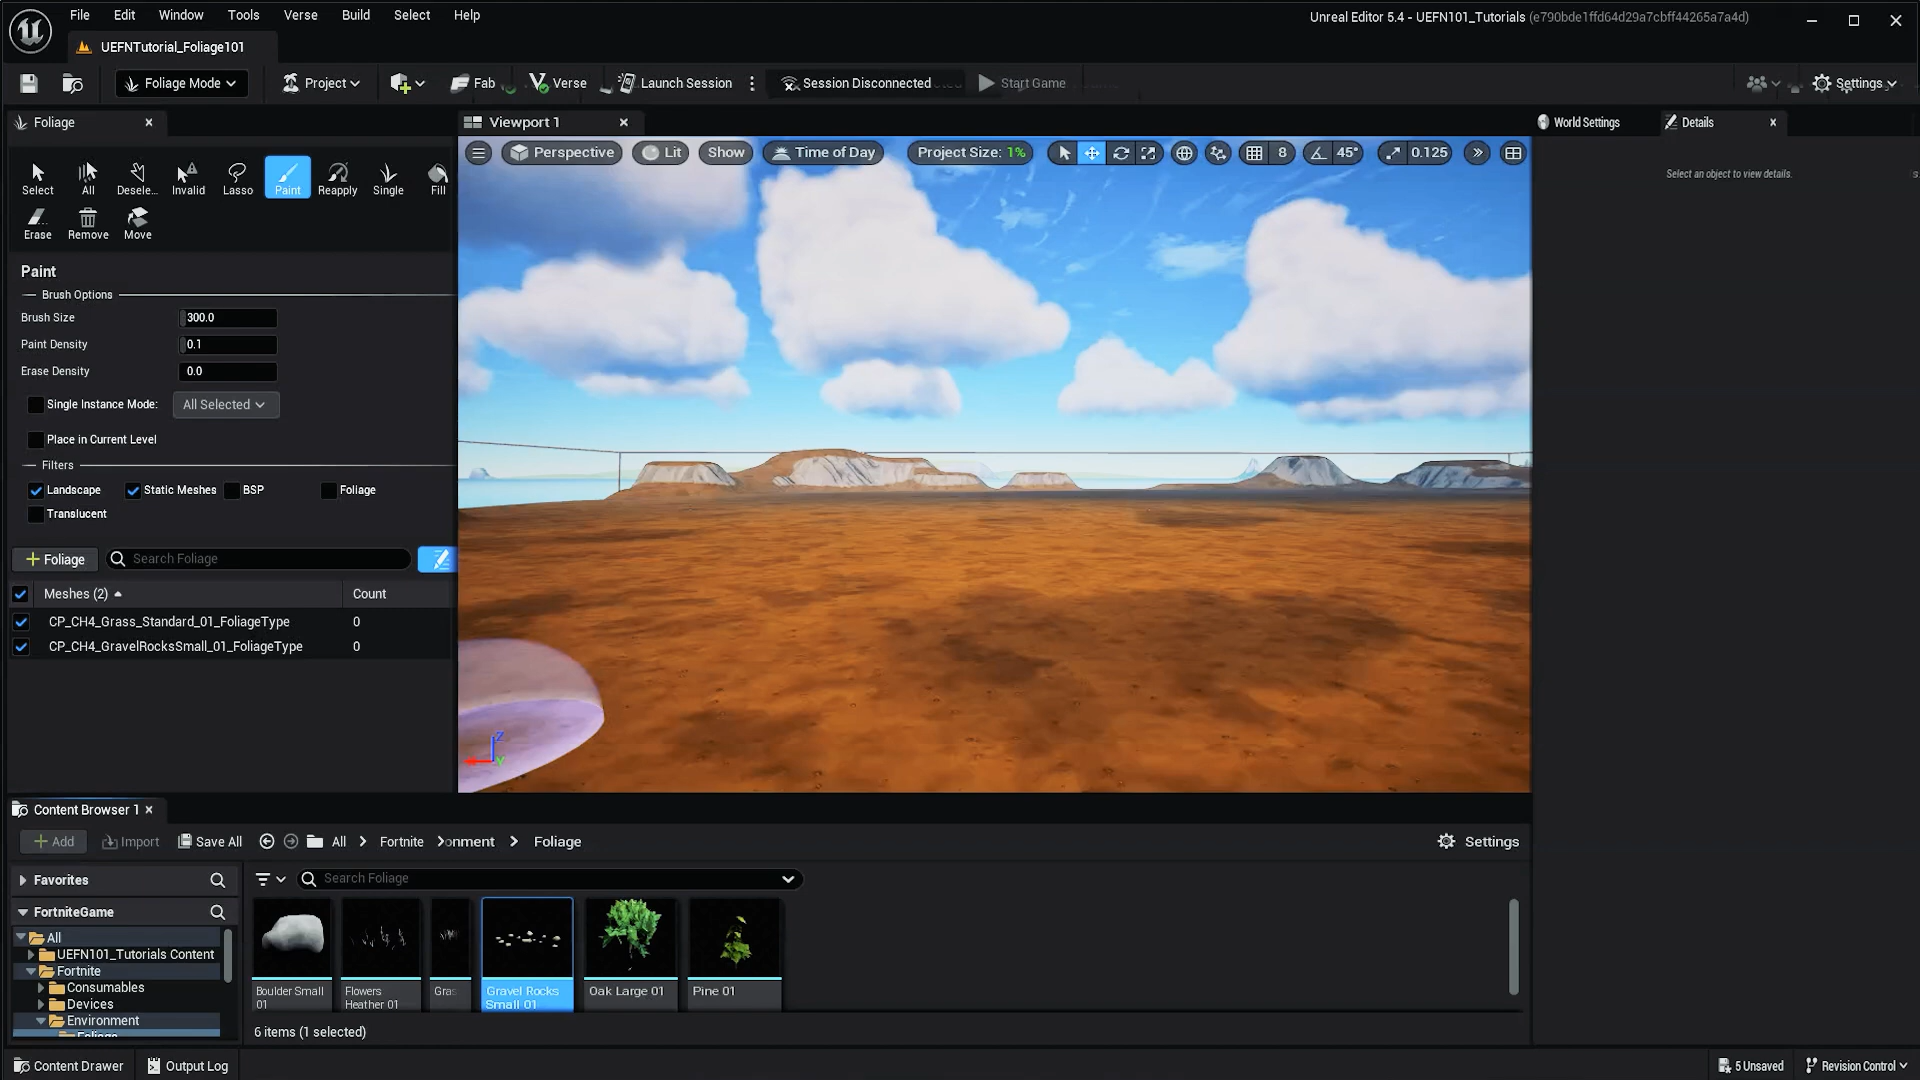 File Edit Window Tools Verse Build Select Help
Unreal Editor 5.4 - UEFN101_Tutorials (e790bde1ffd64d29a7cbff44265a7a4d)
UEFNTutorial_Foliage101
Foliage Mode Project Fab Verse Launch Session Session Disconnected Start Game Settings
Foliage
Viewport 1
World Settings
Details
Perspective Lit Show Time of Day Project Size: 1% 8 45° 0.125
Select an object to view details.
Select All Desele... Invalid Lasso Paint Reapply Single Fill
Erase Remove Move
Paint
Brush Options
Brush Size 300.0
Paint Density 0.1
Erase Density 0.0
Single Instance Mode: All Selected
Place in Current Level
Filters
Landscape Static Meshes BSP Foliage
Translucent
+ Foliage Search Foliage
Meshes (2) Count
CP_CH4_Grass_Standard_01_FoliageType 0
CP_CH4_GravelRocksSmall_01_FoliageType 0
Z
Y
Content Browser 1
+ Add Import Save All All > Fortnite >onment > Foliage Settings
Favorites
Search Foliage
FortniteGame
All
UEFN101_Tutorials Content
Fortnite
Consumables
Devices
Environment
Foliage
Boulder Small 01
Flowers Heather 01
Gras
Gravel Rocks Small 01
Oak Large 01
Pine 01
6 items (1 selected)
Content Drawer Output Log 5 Unsaved Revision Control